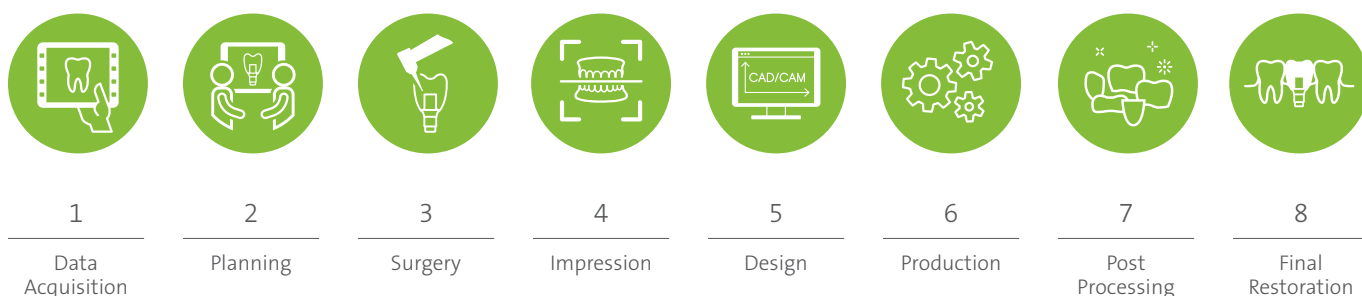 CAD/CAM
1
2
3
4
5
6
7
8
Data
Acquisition
Planning
Surgery
Impression
Design
Production
Post
Processing
Final
Restoration